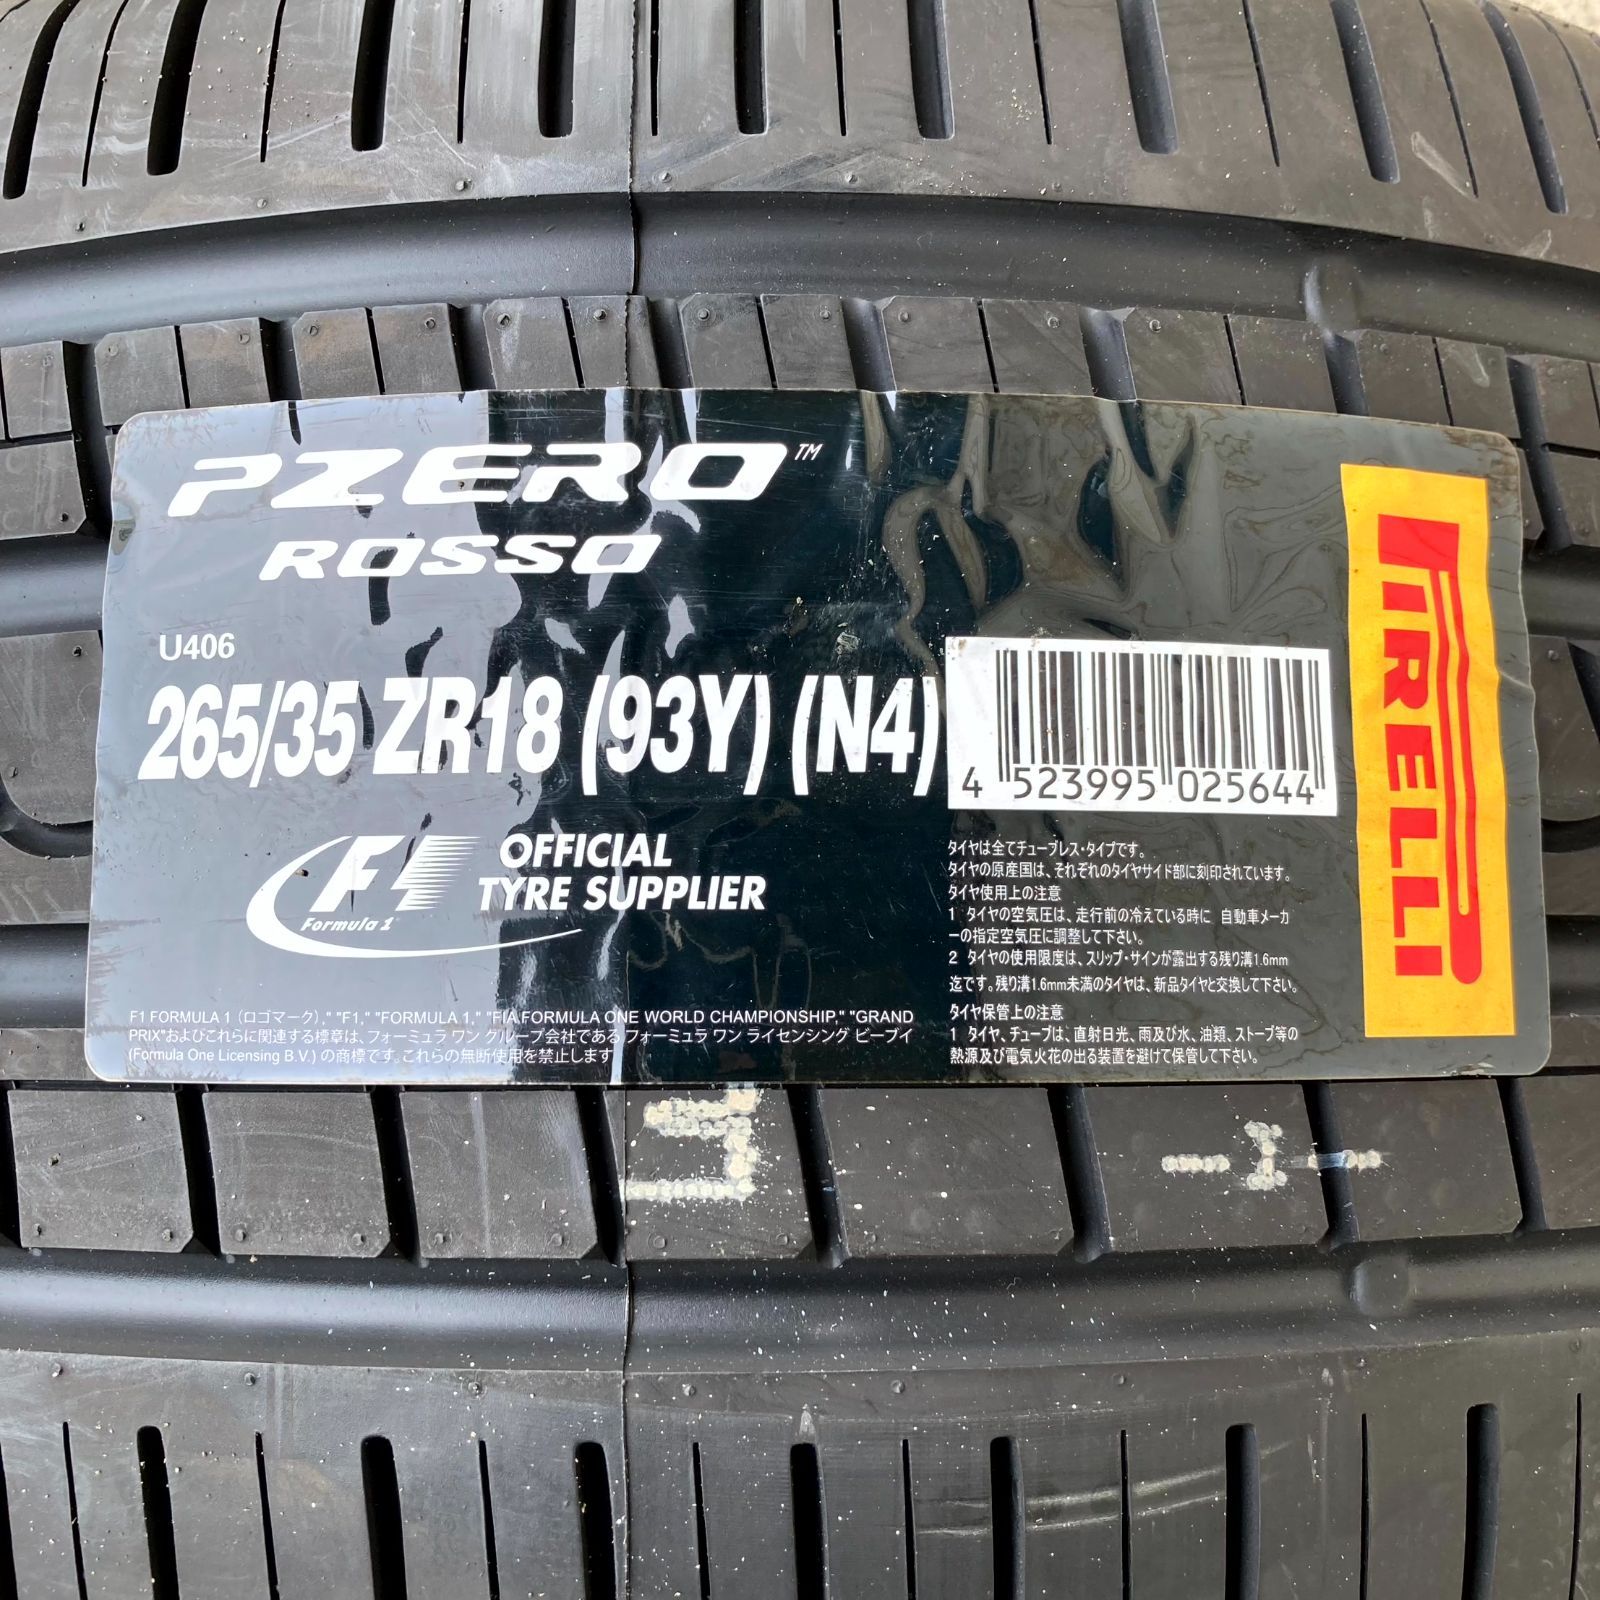 PZERO™
ROSSO
U406
265/35 ZR18 (93Y) (N4)
F1
Formula 1
OFFICIAL
TYRE SUPPLIER
F1 FORMULA 1 (ロゴマーク)," "F1," "FORMULA 1," "FIA FORMULA ONE WORLD CHAMPIONSHIP," "GRAND
PRIX"およびこれらに関連する標章は、フォーミュラ ワン グループ会社である フォーミュラ ワン ライセンシング ビーブイ
(Formula One Licensing B.V.) の商標です。これらの無断使用を禁止します
4 523995 025644
タイヤは全てチューブレス・タイプです。
タイヤの原産国は、それぞれのタイヤサイド部に刻印されています。
タイヤ使用上の注意
1 タイヤの空気圧は、走行前の冷えている時に 自動車メーカ
ーの指定空気圧に調整して下さい。
2 タイヤの使用限度は、スリップ・サインが露出する残り溝1.6mm
迄です。残り溝1.6mm未満のタイヤは、新品タイヤと交換して下さい。
タイヤ保管上の注意
1 タイヤ、チューブは、直射日光、雨及び水、油類、ストーブ等の
熱源及び電気火花の出る装置を避けて保管して下さい。
PIRELLI